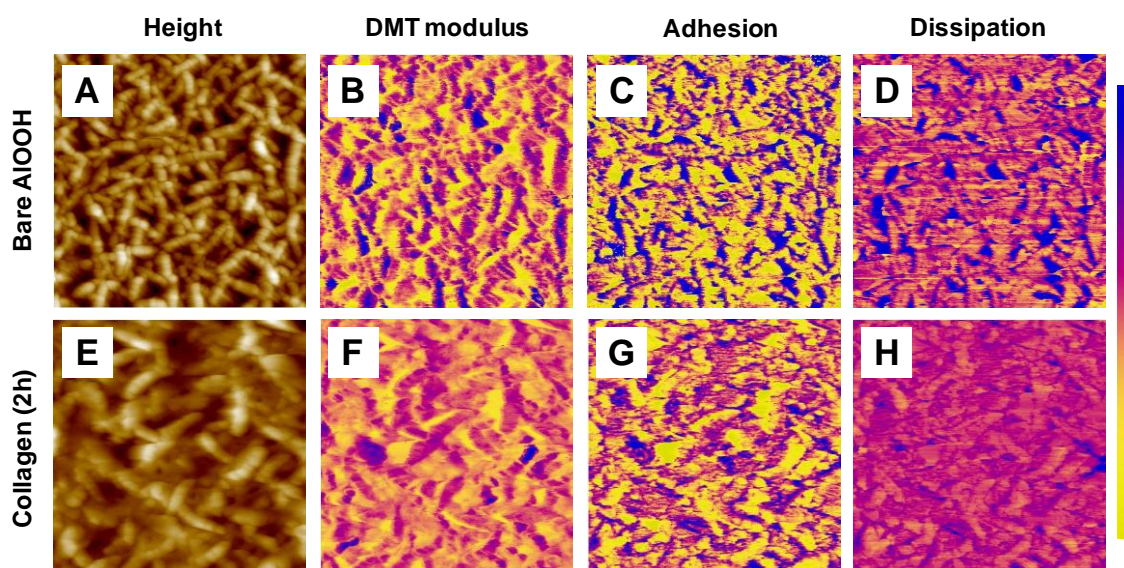 Height DMT modulus Adhesion Dissipation
Bare AlOOH
A B C D
Collagen (2h)
E F G H